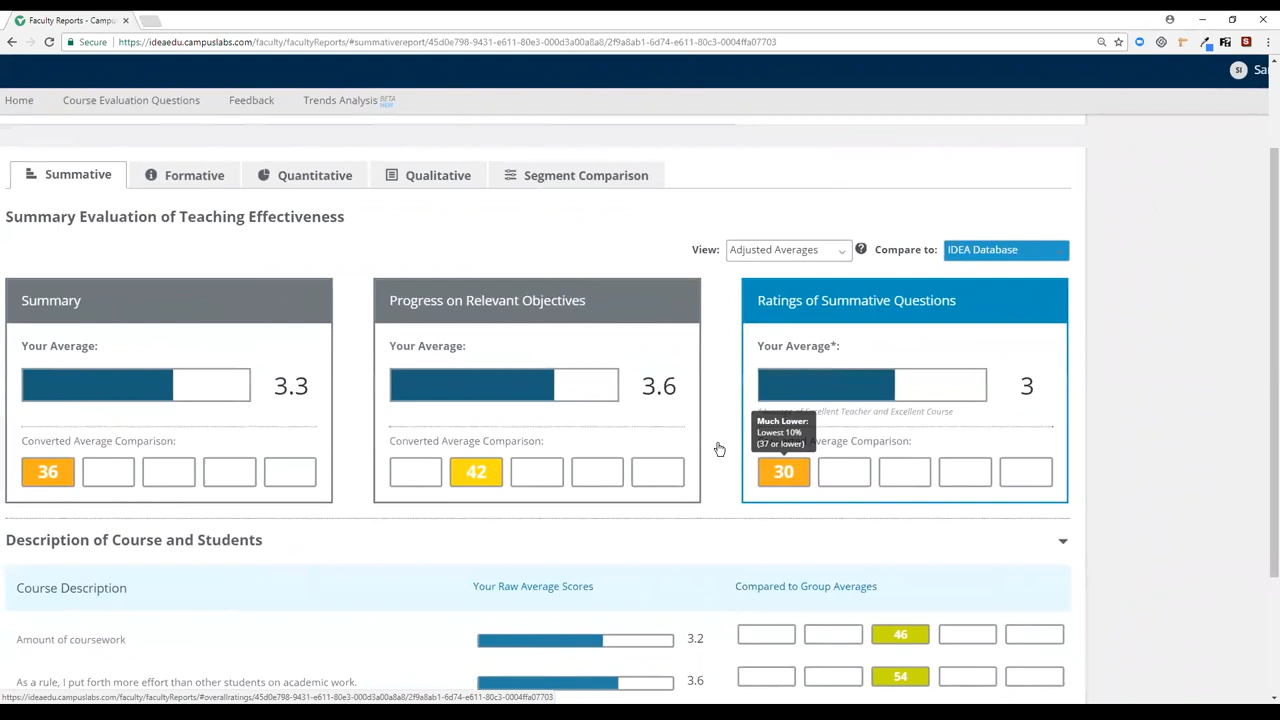 Faculty Reports - Campu
Secure
https://ideaedu.campuslabs.com/faculty/facultyReports/#summativereport/45d0e798-9431-e611-80e3-000d3a00a8a8/2f9a8ab1-6d74-e611-80c3-0004ffa07703
SI
Sa
Home
Course Evaluation Questions
Feedback
Trends Analysis BETA NEW
Summative
Formative
Quantitative
Qualitative
Segment Comparison
Summary Evaluation of Teaching Effectiveness
View: Adjusted Averages
Compare to: IDEA Database
Summary
Your Average:
3.3
Converted Average Comparison:
36
Progress on Relevant Objectives
Your Average:
3.6
Converted Average Comparison:
42
Ratings of Summative Questions
Your Average*:
3
Excellent Teacher and Excellent Course
Much Lower:
Lowest 10%
(37 or lower)
Average Comparison:
30
Description of Course and Students
Course Description
Your Raw Average Scores
Compared to Group Averages
Amount of coursework
3.2
46
As a rule, I put forth more effort than other students on academic work.
3.6
54
https://ideaedu.campuslabs.com/faculty/facultyReports/#overallratings/45d0e798-9431-e611-80e3-000d3a00a8a8/2f9a8ab1-6d74-e611-80c3-0004ffa07703